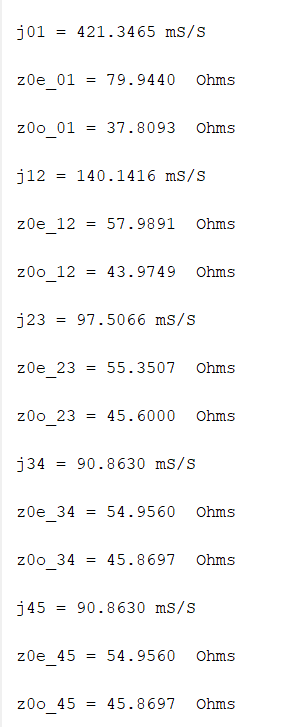 j01 = 421.3465 mS/S
z0e_01 = 79.9440  Ohms
z0o_01 = 37.8093  Ohms
j12 = 140.1416 mS/S
z0e_12 = 57.9891  Ohms
z0o_12 = 43.9749  Ohms
j23 = 97.5066 mS/S
z0e_23 = 55.3507  Ohms
z0o_23 = 45.6000  Ohms
j34 = 90.8630 mS/S
z0e_34 = 54.9560  Ohms
z0o_34 = 45.8697  Ohms
j45 = 90.8630 mS/S
z0e_45 = 54.9560  Ohms
z0o_45 = 45.8697  Ohms